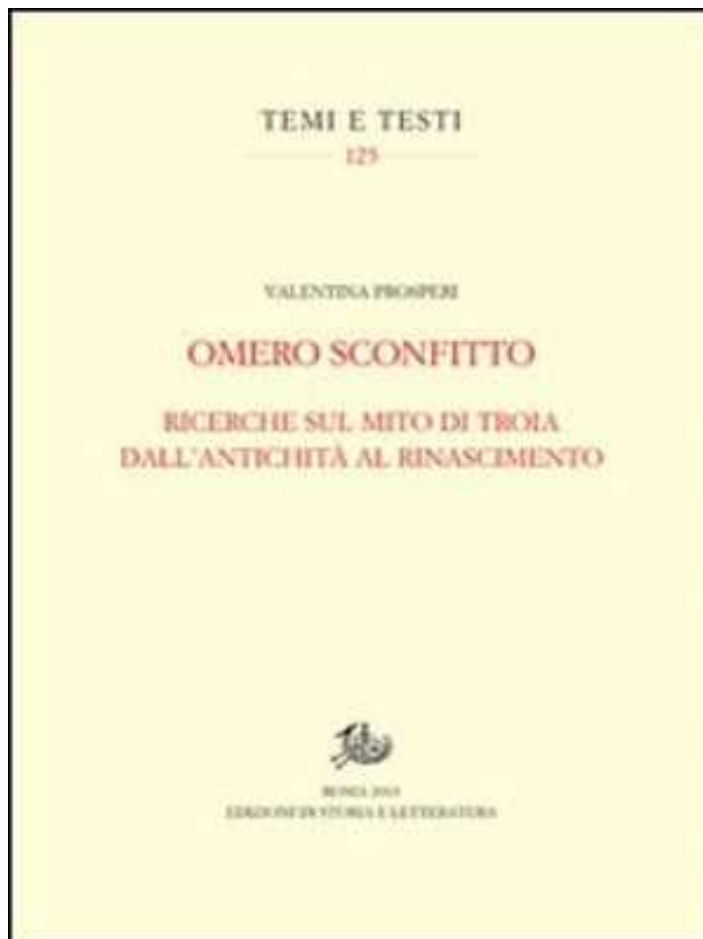 TEMI E TESTI
125
VALENTINA PROSPERI
OMERO SCONFITTO
RICERCHE SUL MITO DI TROIA
DALL'ANTICHITÀ AL RINASCIMENTO
ROMA
EDIZIONI DI STORIA E LETTERATURA